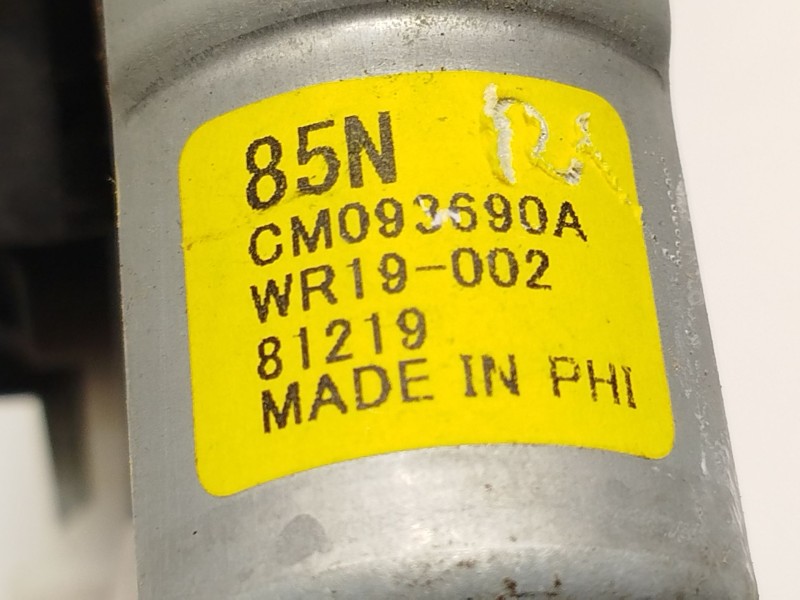 85N
CM093690A
WR19-002
81219
MADE IN PHI